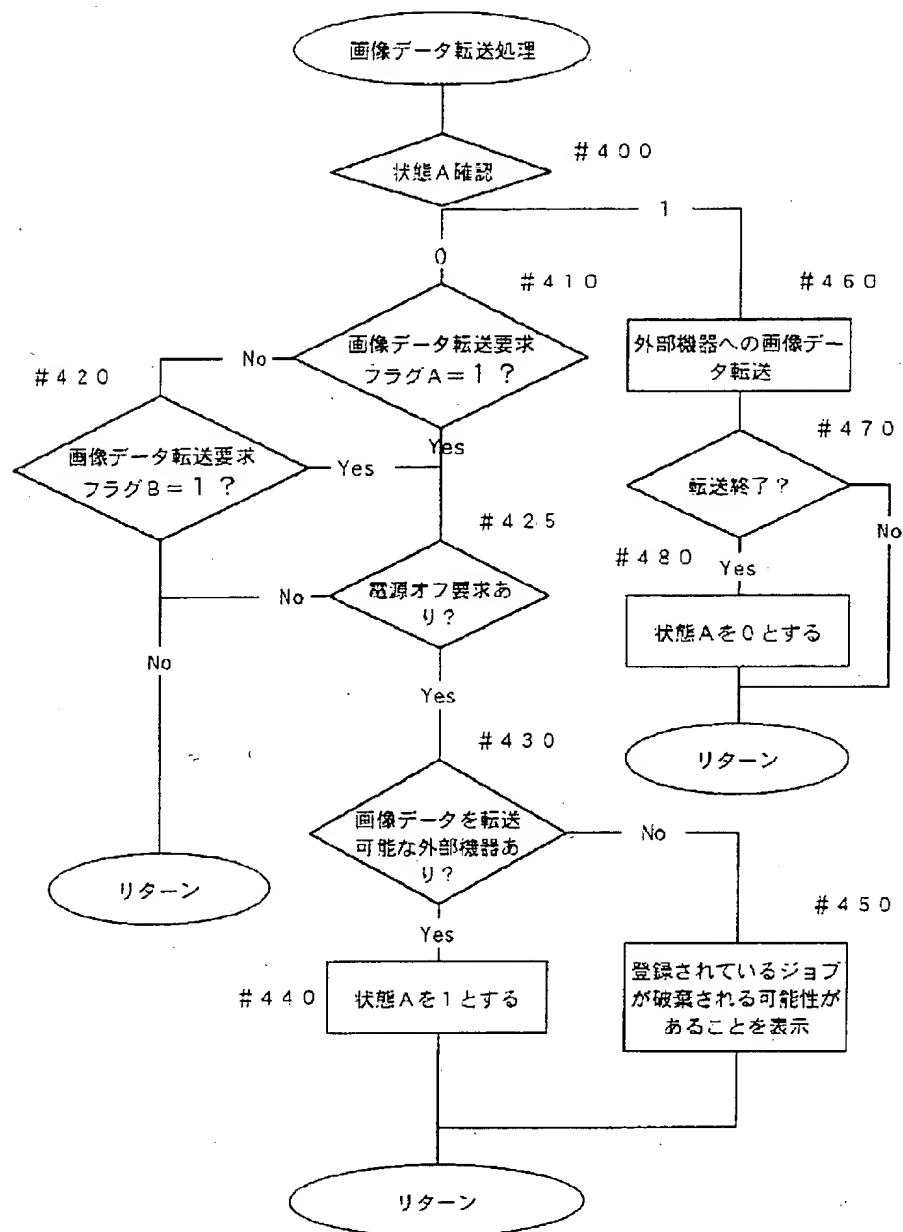 画像データ転送処理
#400
状態A確認
1
0
#410
#460
画像データ転送要求
フラグA=1?
No
#420
外部機器への画像デー
タ転送
Yes
#470
画像データ転送要求
フラグB=1?
Yes
転送終了?
No
#425
#480
Yes
電源オフ要求あ
り?
No
状態Aを0とする
No
Yes
#430
リターン
画像データを転送
可能な外部機器あ
り?
No
リターン
#450
Yes
#440
状態Aを1とする
登録されているジョブ
が破棄される可能性が
あることを表示
リターン